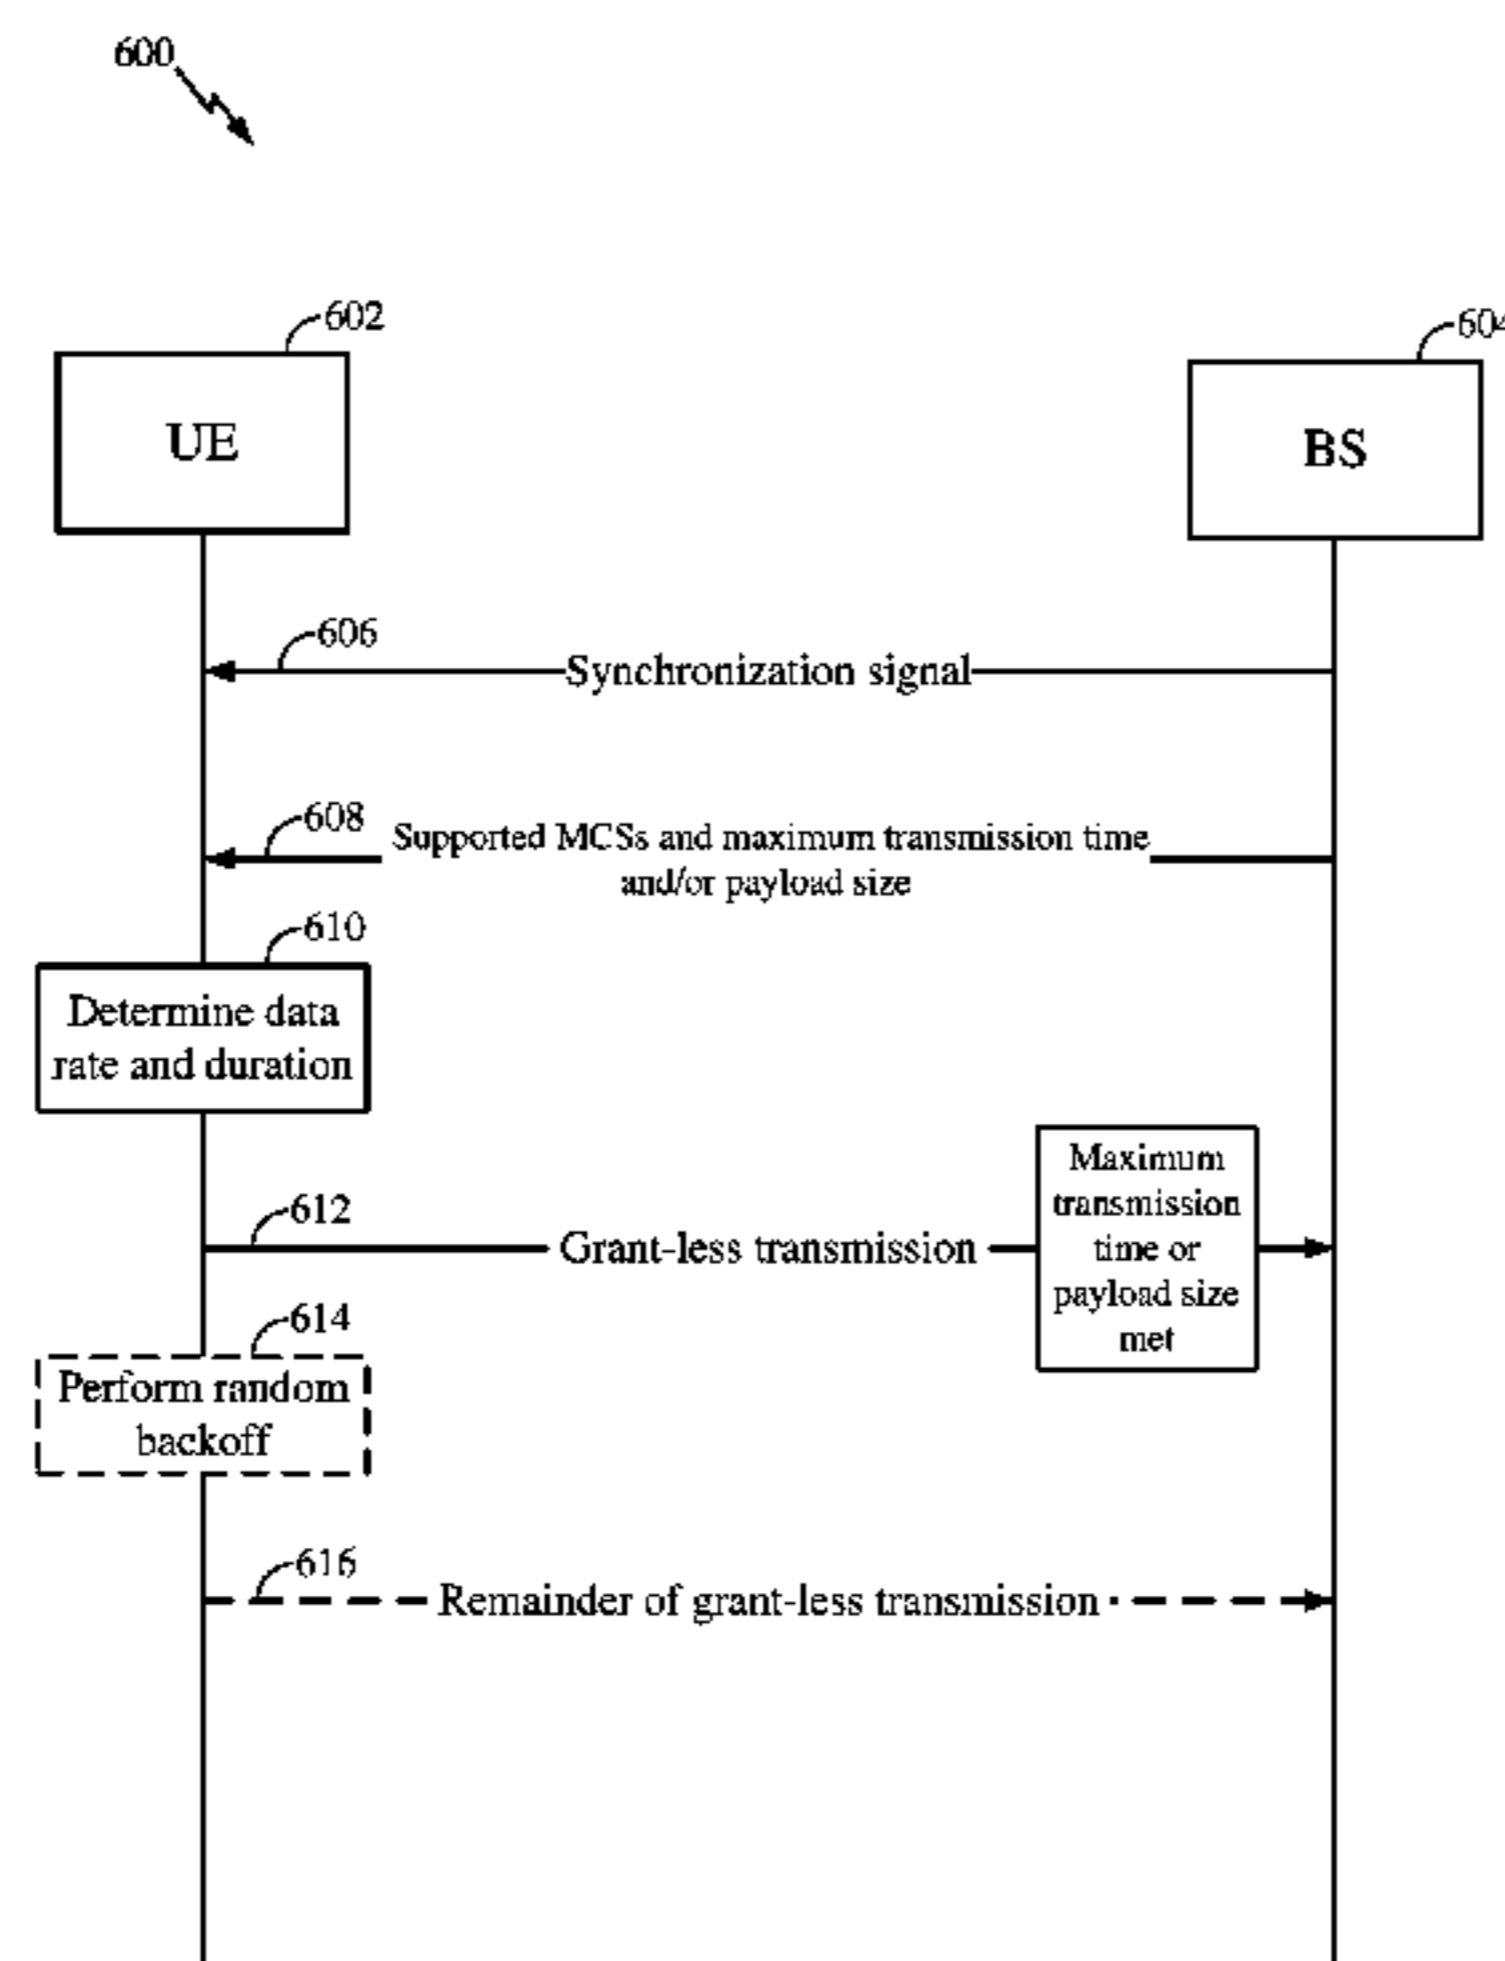 600
602
604
UE
BS
606
Synchronization signal
608
Supported MCSs and maximum transmission time
and/or payload size
610
Determine data
rate and duration
612
Grant-less transmission
Maximum
transmission
time or
payload size
met
614
Perform random
backoff
616
Remainder of grant-less transmission